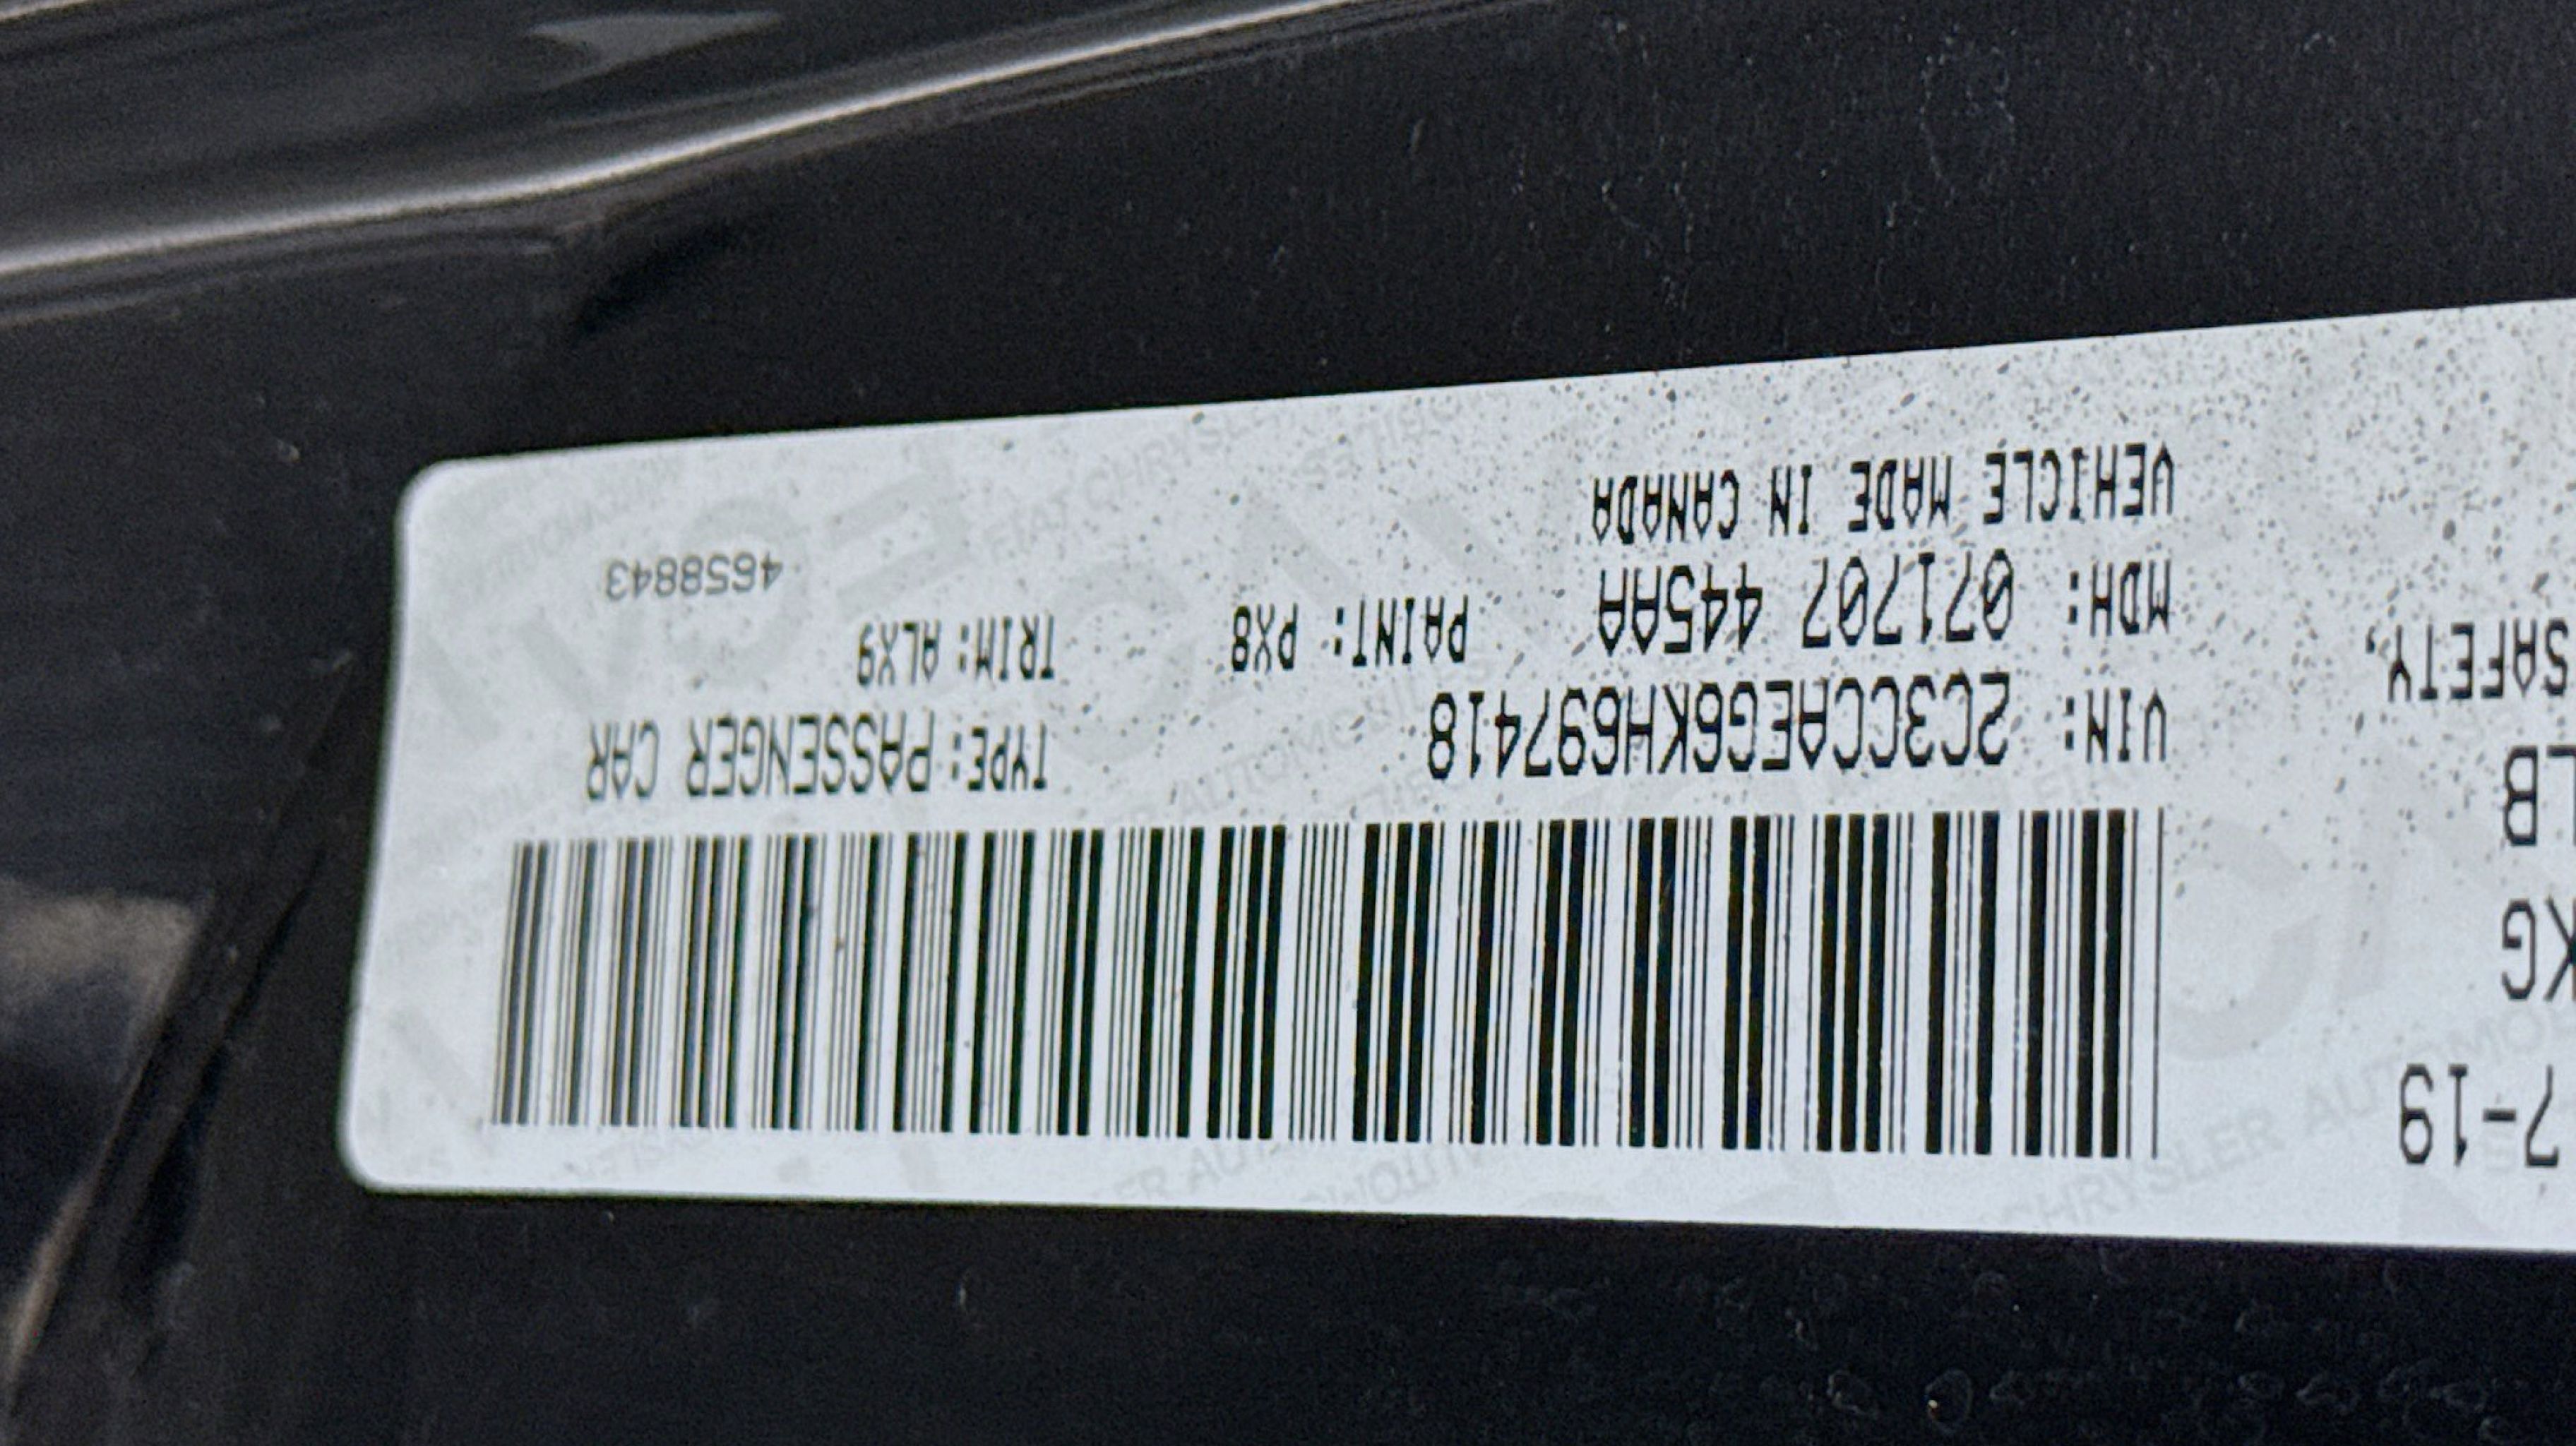 7-19
KG
LB
SAFETY,
VIN: 2C3CCAEG6KH697418 TYPE: PASSENGER CAR
MDH: 071707 445AA PAINT: PX8 TRIM: ALX9
VEHICLE MADE IN CANADA 4658843